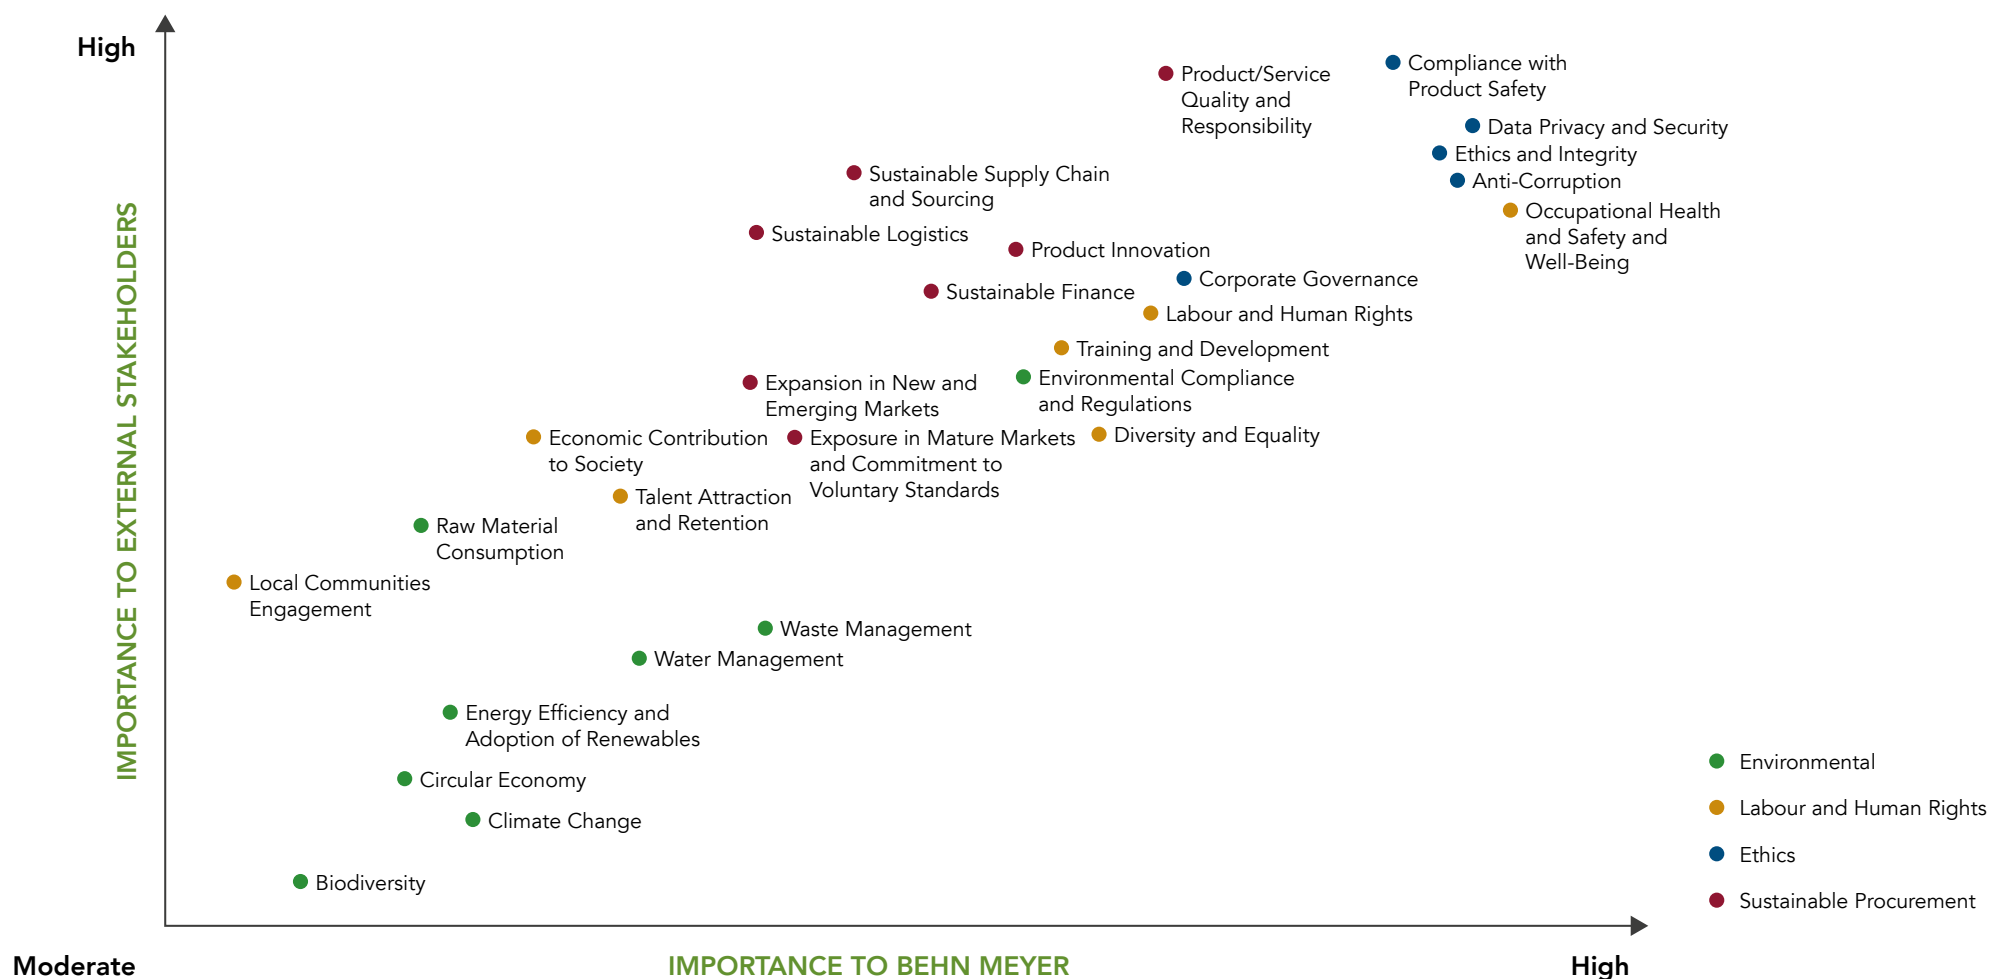 High
Compliance with
Product Safety
Product/Service
Quality and
Responsibility
Data Privacy and Security
Ethics and Integrity
Sustainable Supply Chain
and Sourcing
Anti-Corruption
Occupational Health
and Safety and
Well-Being
Sustainable Logistics
Product Innovation
Corporate Governance
Sustainable Finance
Labour and Human Rights
Training and Development
Environmental Compliance
and Regulations
Expansion in New and
Emerging Markets
Diversity and Equality
Economic Contribution
to Society
Exposure in Mature Markets
and Commitment to
Voluntary Standards
Talent Attraction
and Retention
Raw Material
Consumption
Local Communities
Engagement
Waste Management
Water Management
Energy Efficiency and
Adoption of Renewables
Circular Economy
Climate Change
Biodiversity
IMPORTANCE TO EXTERNAL STAKEHOLDERS
Environmental
Labour and Human Rights
Ethics
Sustainable Procurement
Moderate
IMPORTANCE TO BEHN MEYER
High